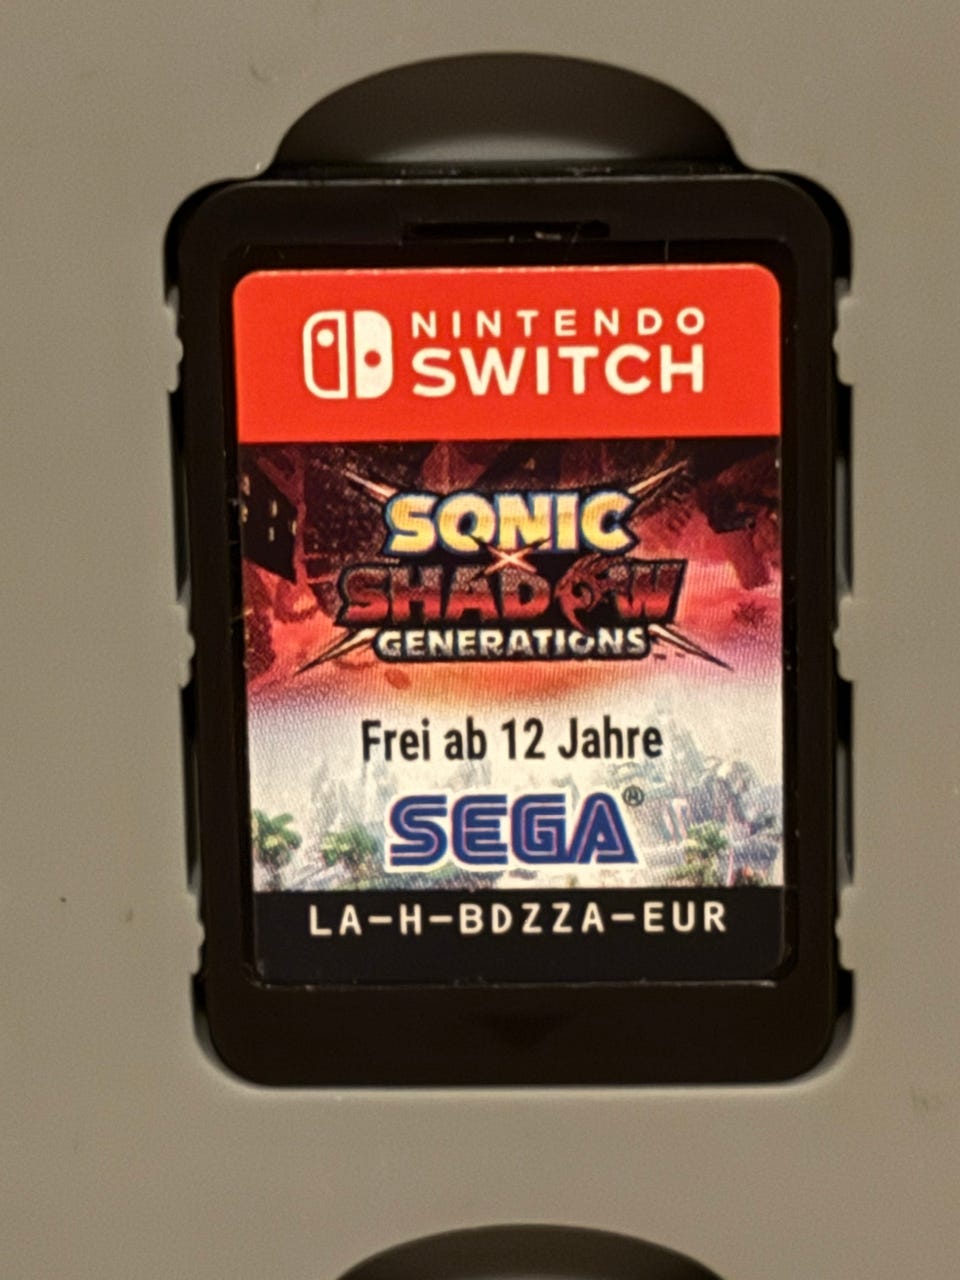 NINTENDO
SWITCH
SONIC
×
SHADOW
GENERATIONS
Frei ab 12 Jahre
SEGA®
LA-H-BDZZA-EUR